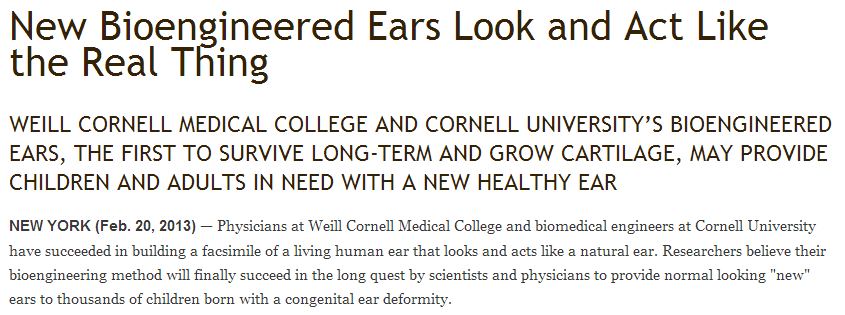 New Bioengineered Ears Look and Act Like
the Real Thing
WEILL CORNELL MEDICAL COLLEGE AND CORNELL UNIVERSITY’S BIOENGINEERED
EARS, THE FIRST TO SURVIVE LONG-TERM AND GROW CARTILAGE, MAY PROVIDE
CHILDREN AND ADULTS IN NEED WITH A NEW HEALTHY EAR
NEW YORK (Feb. 20, 2013) — Physicians at Weill Cornell Medical College and biomedical engineers at Cornell University
have succeeded in building a facsimile of a living human ear that looks and acts like a natural ear. Researchers believe their
bioengineering method will finally succeed in the long quest by scientists and physicians to provide normal looking "new"
ears to thousands of children born with a congenital ear deformity.